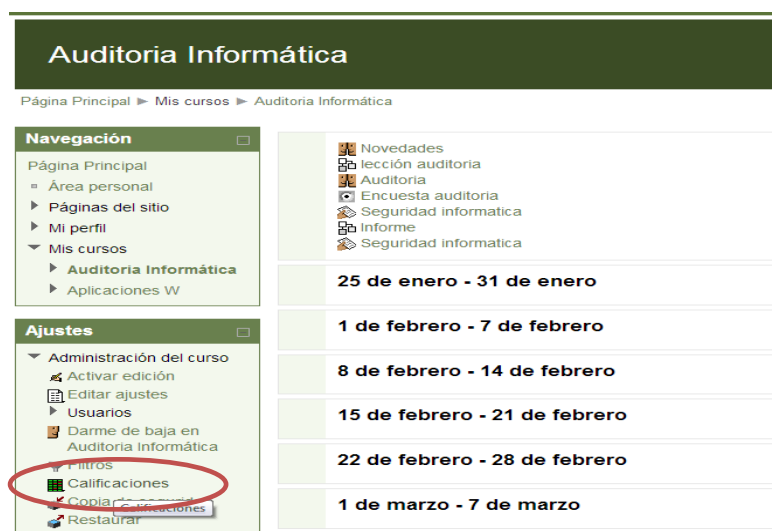 Auditoria Informática
Página Principal ► Mis cursos ► Auditoria Informática
Navegación
Página Principal
Área personal
Páginas del sitio
Mi perfil
Mis cursos
Auditoria Informática
Aplicaciones W
Ajustes
Administración del curso
Activar edición
Editar ajustes
Usuarios
Darme de baja en
Auditoria Informática
Filtros
Calificaciones
Copia de
Calificaciones
Restaurar
Novedades
lección auditoria
Auditoria
Encuesta auditoria
Seguridad informatica
Informe
Seguridad informatica
25 de enero - 31 de enero
1 de febrero - 7 de febrero
8 de febrero - 14 de febrero
15 de febrero - 21 de febrero
22 de febrero - 28 de febrero
1 de marzo - 7 de marzo